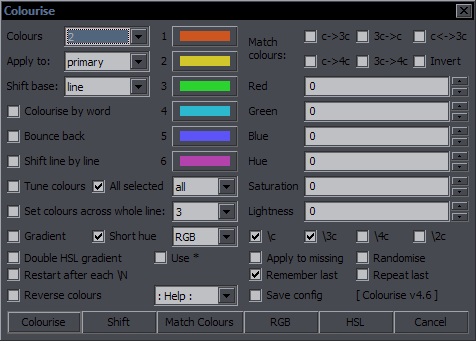 Colourise
Colours 2 1 Match colours: c->3c 3c->c c<->3c
Apply to: primary 2 c->4c 3c->4c Invert
Shift base: line 3 Red 0
Colourise by word 4 Green 0
Bounce back 5 Blue 0
Shift line by line 6 Hue 0
Tune colours All selected all Saturation 0
Set colours across whole line: 3 Lightness 0
Gradient Short hue RGB \c \3c \4c \2c
Double HSL gradient Use * Apply to missing Randomise
Restart after each \N Remember last Repeat last
Reverse colours : Help : Save config [ Colourise v4.6 ]
Colourise Shift Match Colours RGB HSL Cancel